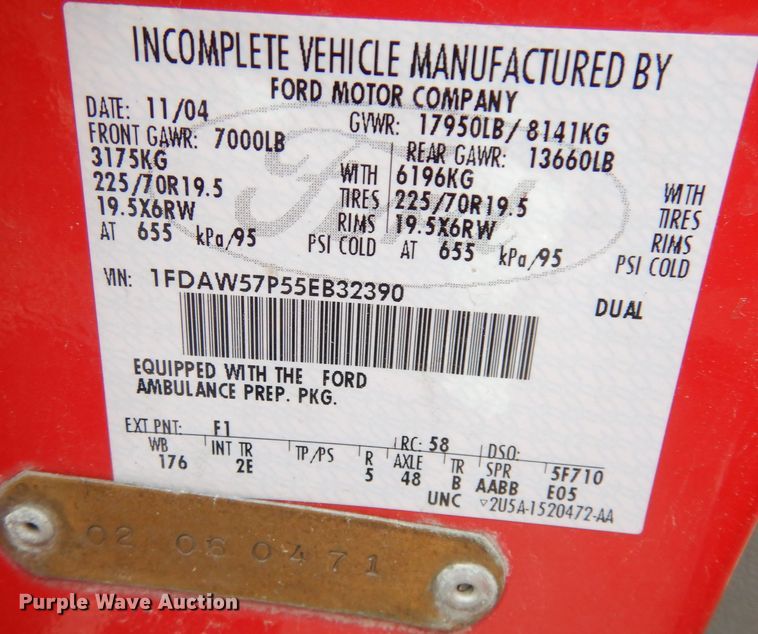 INCOMPLETE VEHICLE MANUFACTURED BY
FORD MOTOR COMPANY
DATE: 11/04 GVWR: 17950LB/ 8141KG
FRONT GAWR: 7000LB REAR GAWR: 13660LB
3175KG WITH 6196KG WITH
225/70R19.5 TIRES 225/70R19.5 TIRES
19.5X6RW RIMS 19.5X6RW RIMS
AT 655 kPa/95 PSI COLD AT 655 kPa/95 PSI COLD
VIN: 1FDAW57P55EB32390 DUAL
EQUIPPED WITH THE FORD
AMBULANCE PREP. PKG.
EXT PNT: F1 RC: 58 DSO:
WB INT TR TP/PS R AXLE TR SPR 5F710
176 2E 5 48 B AABB E05
UNC ▽2U5A-1520472-AA
02 060471
Purple Wave Auction